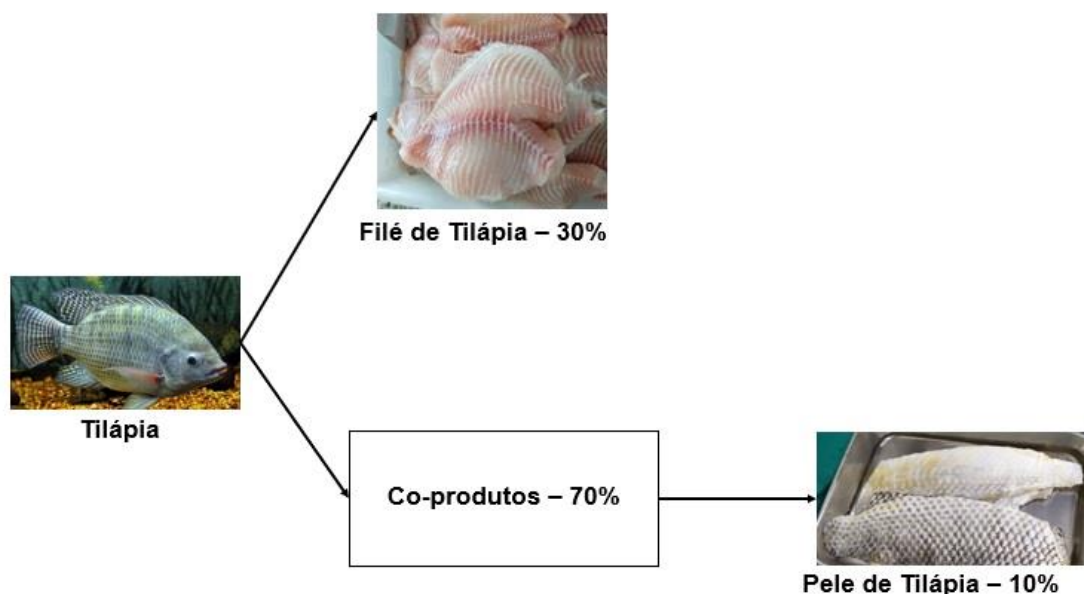 Filé de Tilápia – 30%
Tilápia
Co-produtos – 70%
Pele de Tilápia – 10%